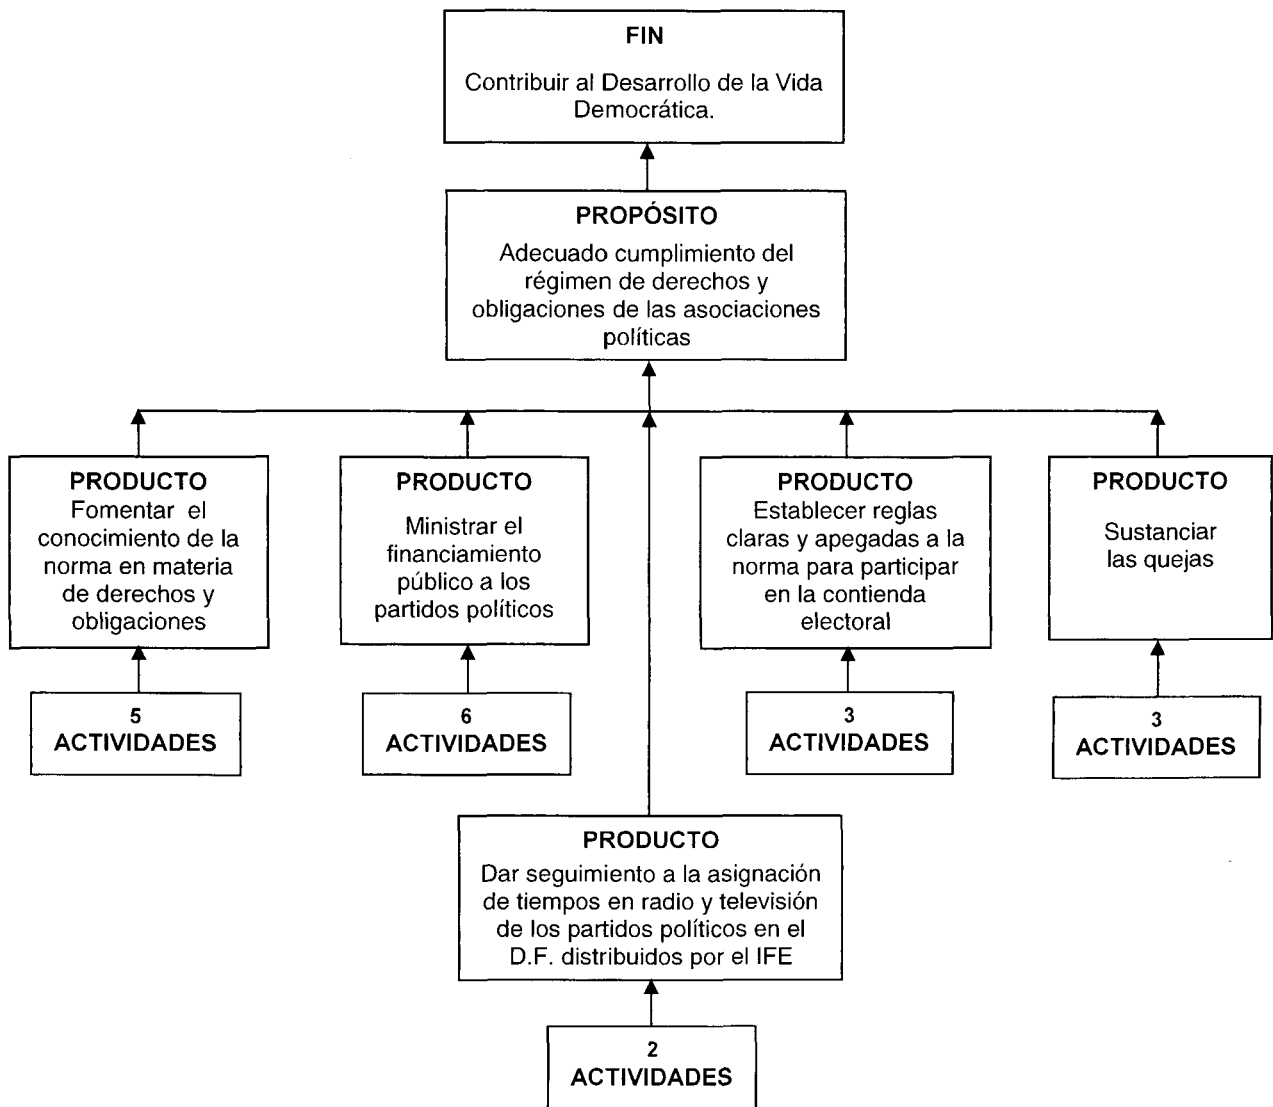 FIN
Contribuir al Desarrollo de la Vida
Democrática.
PROPÓSITO
Adecuado cumplimiento del
régimen de derechos y
obligaciones de las asociaciones
políticas
PRODUCTO
Fomentar el
conocimiento de la
norma en materia
de derechos y
obligaciones
PRODUCTO
Ministrar el
financiamiento
público a los
partidos políticos
PRODUCTO
Establecer reglas
claras y apegadas a la
norma para participar
en la contienda
electoral
PRODUCTO
Sustanciar
las quejas
5
ACTIVIDADES
6
ACTIVIDADES
3
ACTIVIDADES
3
ACTIVIDADES
PRODUCTO
Dar seguimiento a la asignación
de tiempos en radio y televisión
de los partidos políticos en el
D.F. distribuidos por el IFE
2
ACTIVIDADES